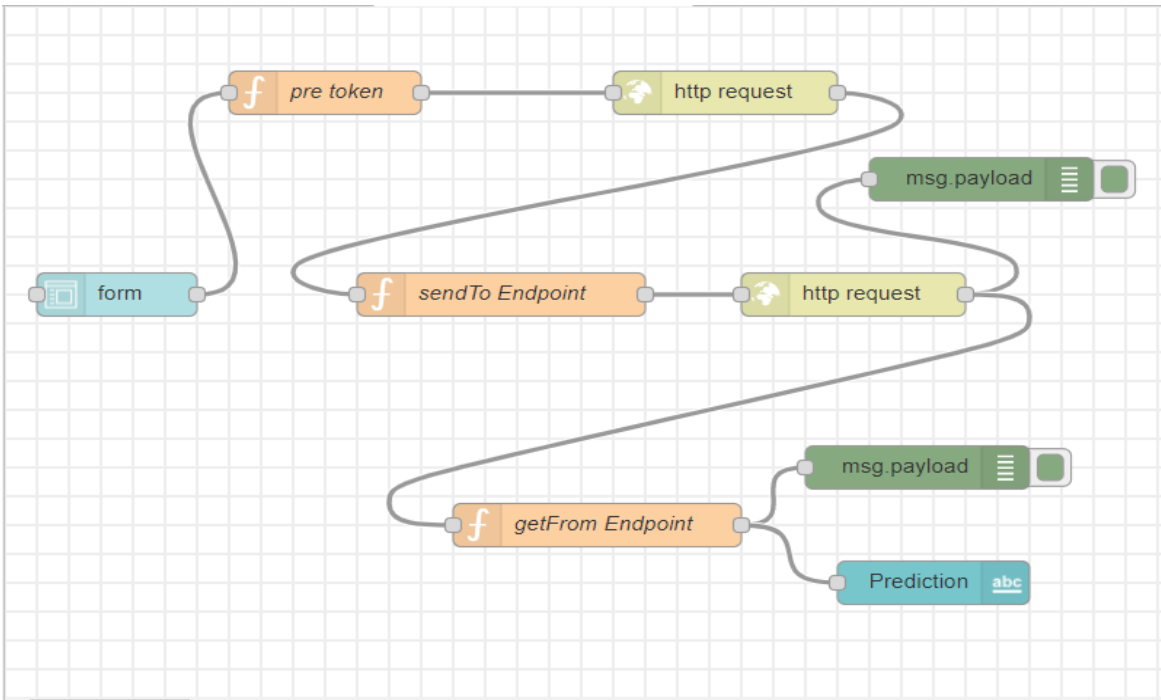 pre token
http request
msg.payload
form
sendTo Endpoint
http request
msg.payload
getFrom Endpoint
Prediction
abc